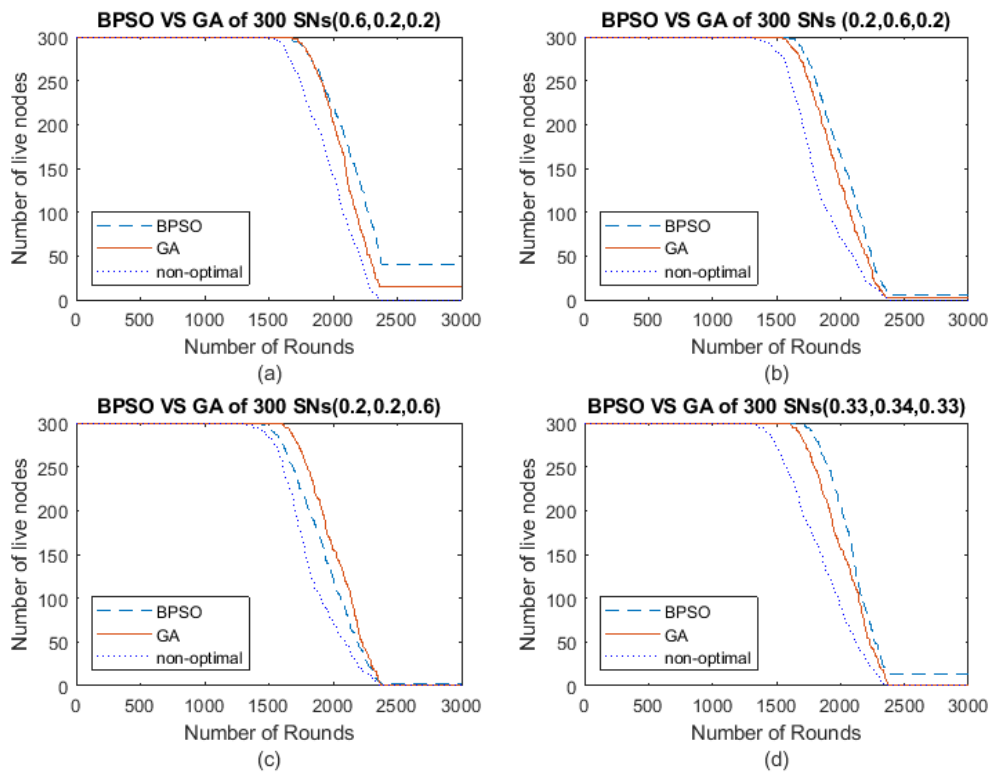 BPSO VS GA of 300 SNs(0.6,0.2,0.2)
300
250
200
150
100
50
0
Number of live nodes
BPSO
GA
non-optimal
0 500 1000 1500 2000 2500 3000
Number of Rounds
(a)
BPSO VS GA of 300 SNs (0.2,0.6,0.2)
300
250
200
150
100
50
0
Number of live nodes
BPSO
GA
non-optimal
0 500 1000 1500 2000 2500 3000
Number of Rounds
(b)
BPSO VS GA of 300 SNs(0.2,0.2,0.6)
300
250
200
150
100
50
0
Number of live nodes
BPSO
GA
non-optimal
0 500 1000 1500 2000 2500 3000
Number of Rounds
(c)
BPSO VS GA of 300 SNs(0.33,0.34,0.33)
300
250
200
150
100
50
0
Number of live nodes
BPSO
GA
non-optimal
0 500 1000 1500 2000 2500 3000
Number of Rounds
(d)